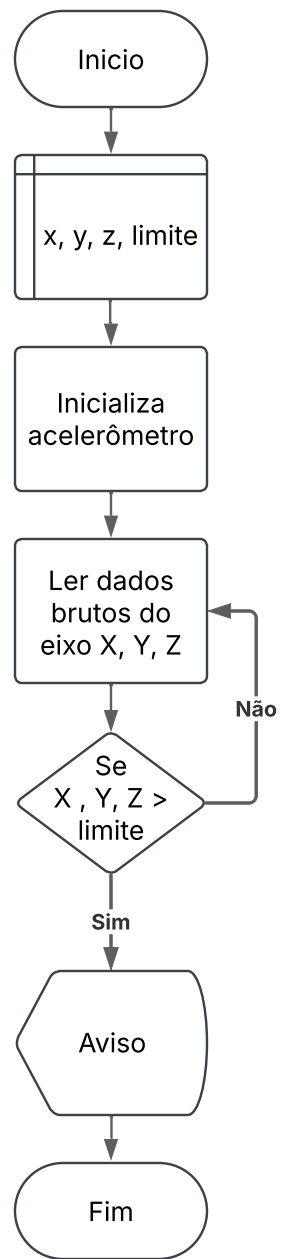 Inicio
x, y, z, limite
Inicializa
acelerômetro
Ler dados
brutos do
eixo X, Y, Z
Não
Se
X , Y, Z >
limite
Sim
Aviso
Fim